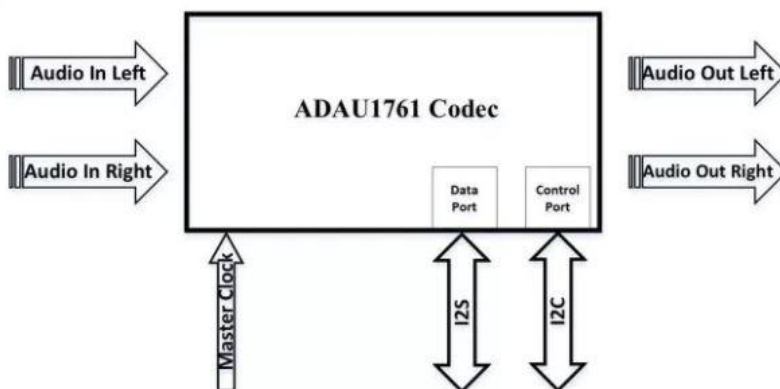 Audio In Left
Audio Out Left
ADAU1761 Codec
Audio In Right
Audio Out Right
Data
Port
Control
Port
Master Clock
I2S
I2C